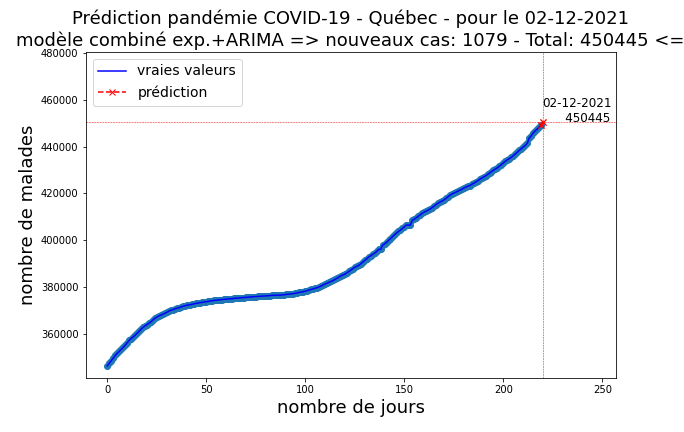 Prédiction pandémie COVID-19 - Québec - pour le 02-12-2021
modèle combiné exp.+ARIMA => nouveaux cas: 1079 - Total: 450445 <=
vraies valeurs
prédiction
02-12-2021
450445
nombre de malades
480000
460000
440000
420000
400000
380000
360000
0
50
100
150
200
250
nombre de jours